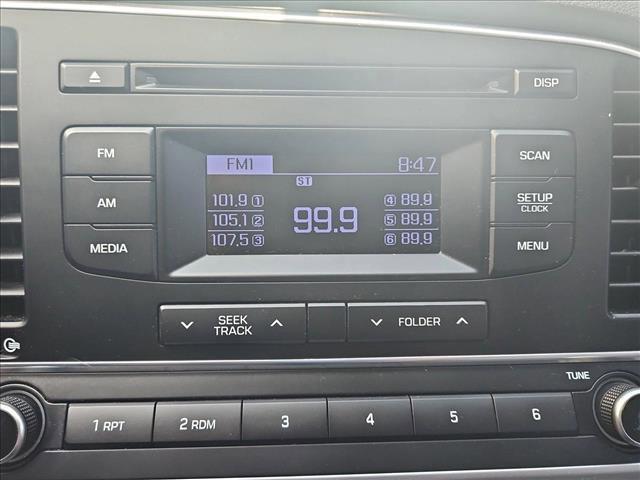 DISP
FM
AM
MEDIA
FM1 8:47
ST
101.9 1
105.1 2
107.5 3
99.9
4 89.9
5 89.9
6 89.9
SCAN
SETUP
CLOCK
MENU
SEEK
TRACK
FOLDER
TUNE
1 RPT 2 RDM 3 4 5 6